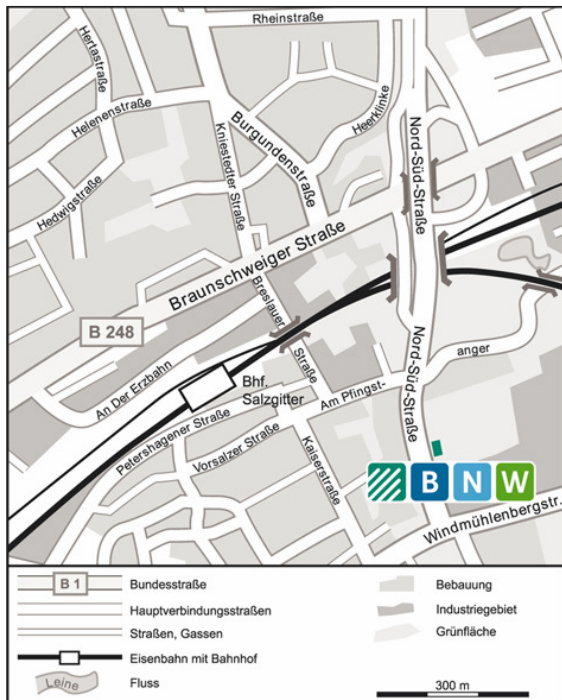 Rheinstraße
Hertastraße
Helenenstraße
Hedwigstraße
Kniestedter Straße
Burgundenstraße
Heerklinke
Nord-Süd-Straße
Braunschweiger Straße
B 248
Breslauer
Straße
An Der Erzbahn
Bhf.
Salzgitter
Nord-Süd-Straße
anger
Am Pfingst-
Petershagener Straße
Vorsalzer Straße
Kaiserstraße
B N W
Windmühlenbergstr.
B 1
Bundesstraße
Hauptverbindungsstraßen
Straßen, Gassen
Eisenbahn mit Bahnhof
Leine
Fluss
Bebauung
Industriegebiet
Grünfläche
300 m